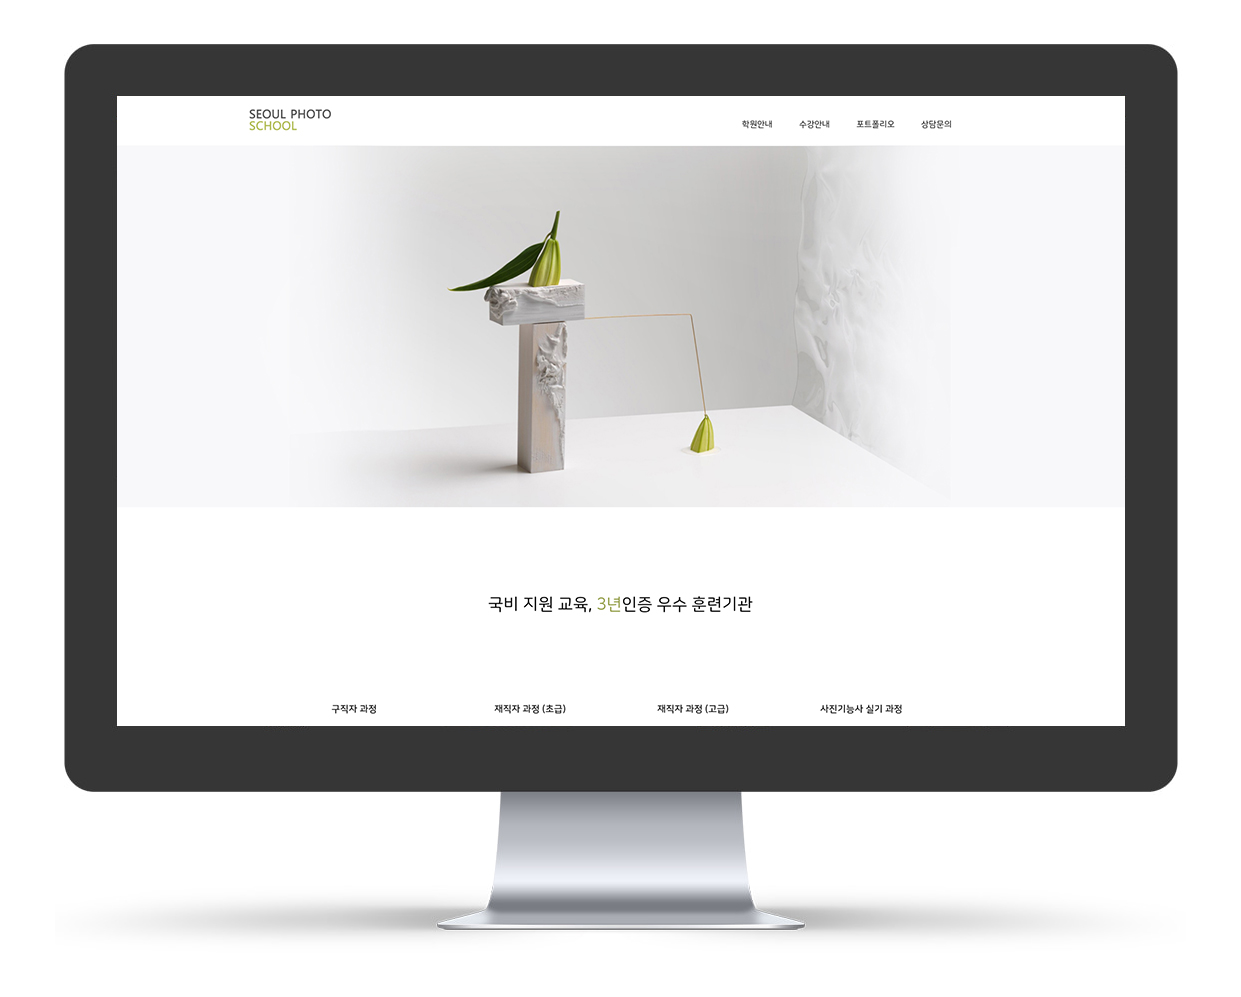 SEOUL PHOTO
SCHOOL
학원안내 수강안내 포트폴리오 상담문의
국비 지원 교육, 3년인증 우수 훈련기관
구직자 과정 재직자 과정 (초급) 재직자 과정 (고급) 사진기능사 실기 과정